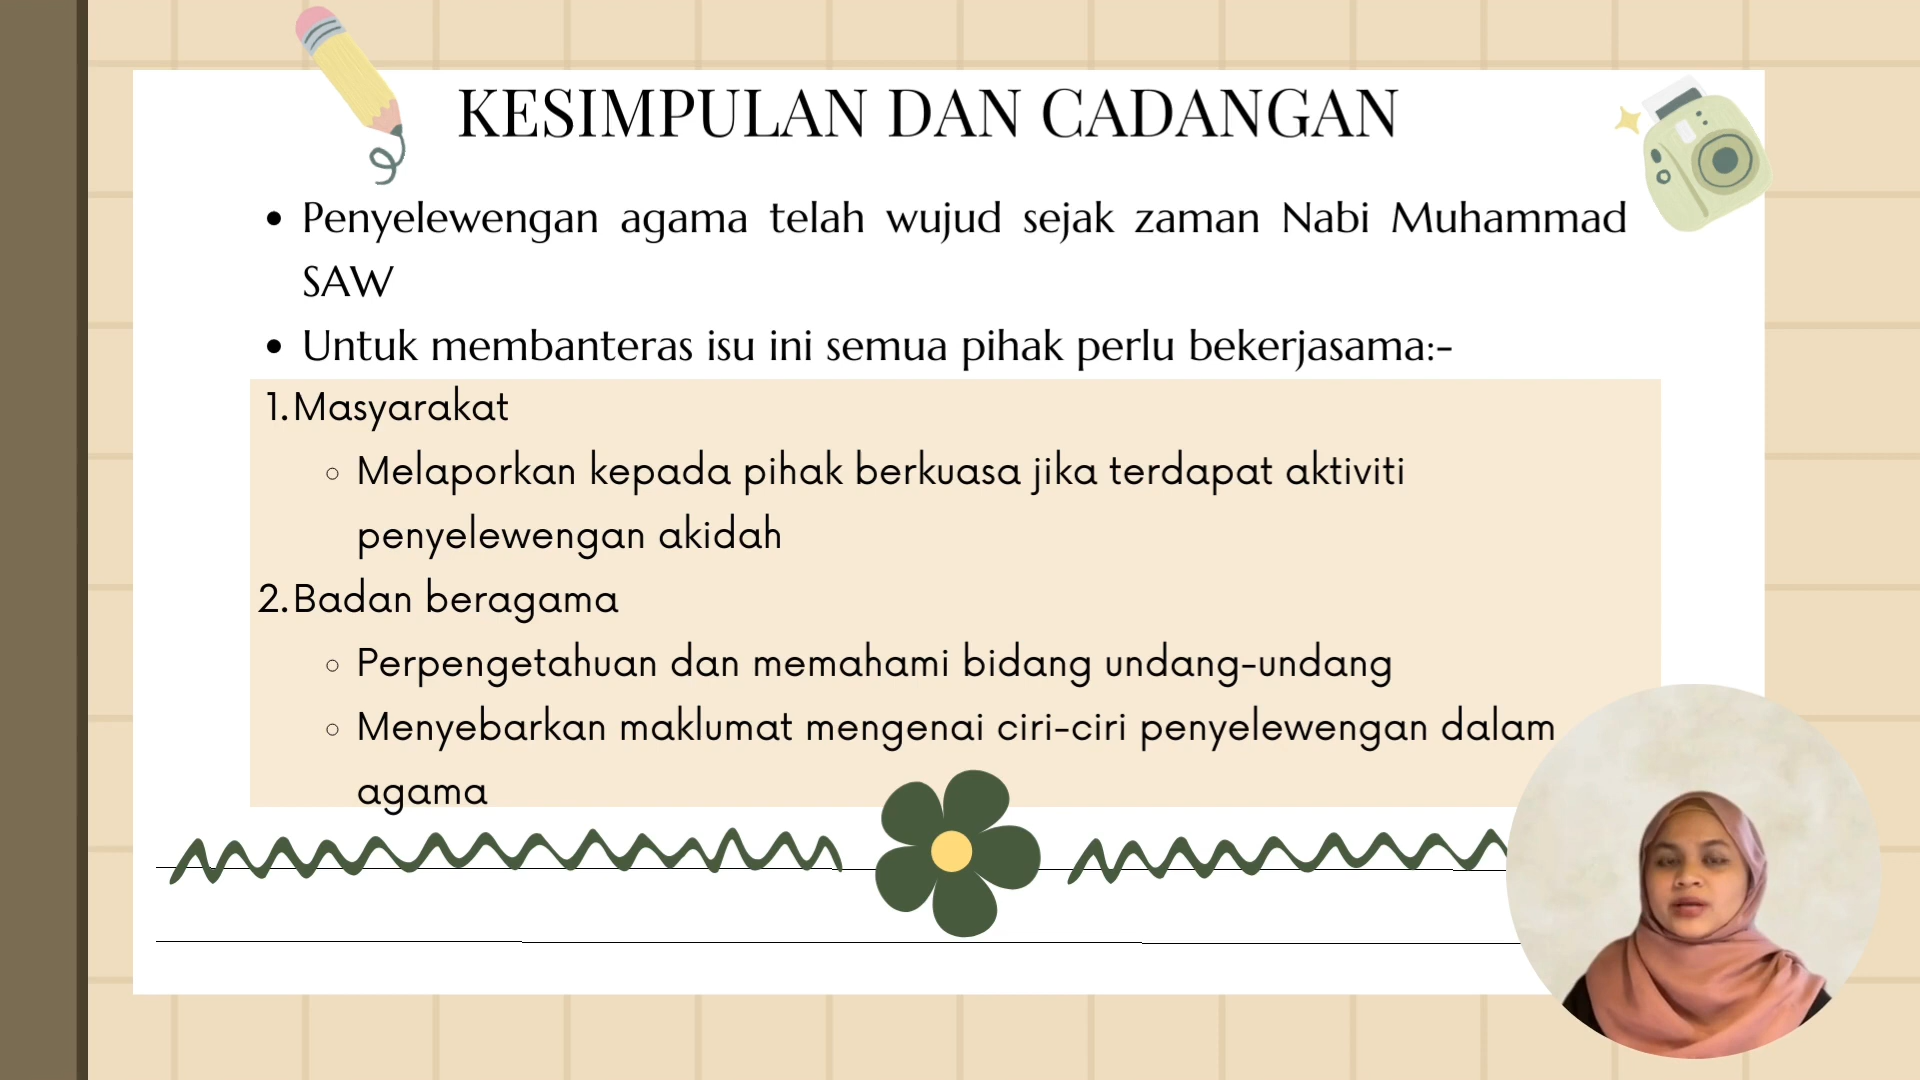 KESIMPULAN DAN CADANGAN
• Penyelewengan agama telah wujud sejak zaman Nabi Muhammad
SAW
• Untuk membanteras isu ini semua pihak perlu bekerjasama:-
1. Masyarakat
◦ Melaporkan kepada pihak berkuasa jika terdapat aktiviti
penyelewengan akidah
2. Badan beragama
◦ Perpengetahuan dan memahami bidang undang-undang
◦ Menyebarkan maklumat mengenai ciri-ciri penyelewengan dalam
agama